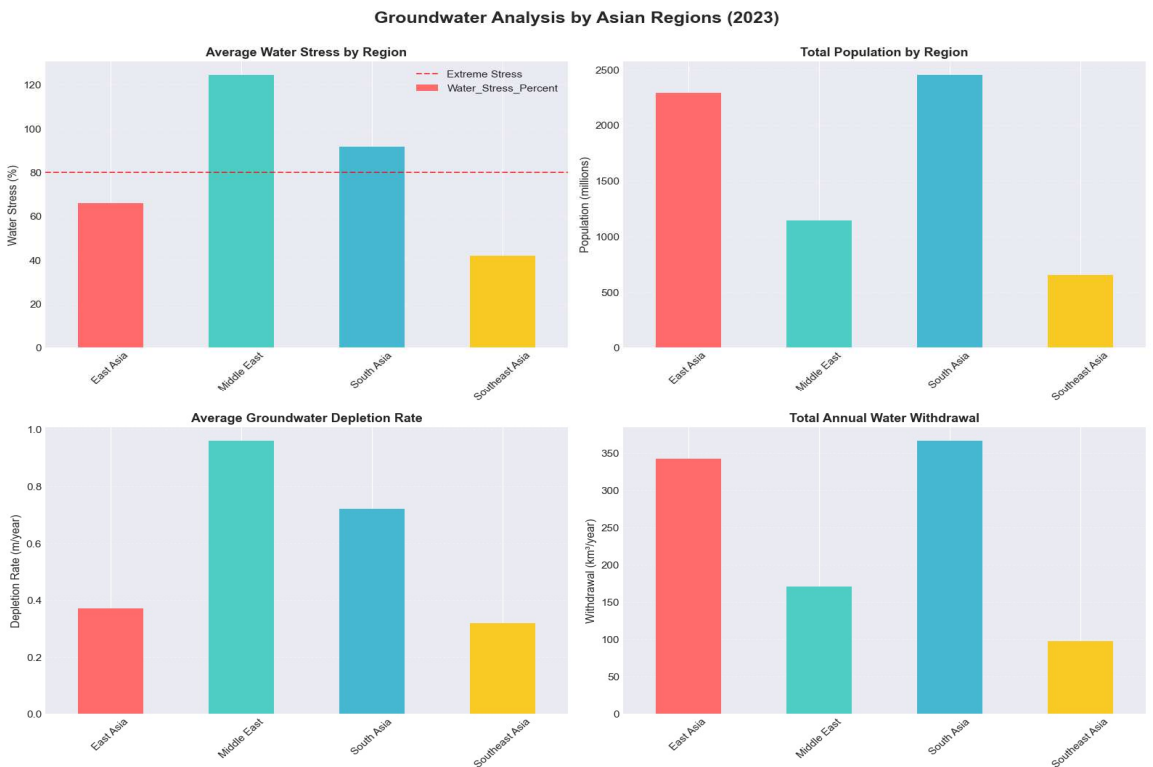 Groundwater Analysis by Asian Regions (2023)
Average Water Stress by Region
Water Stress (%)
120
100
80
60
40
20
0
Extreme Stress
Water_Stress_Percent
East Asia
Middle East
South Asia
Southeast Asia
Total Population by Region
Population (millions)
2500
2000
1500
1000
500
0
East Asia
Middle East
South Asia
Southeast Asia
Average Groundwater Depletion Rate
Depletion Rate (m/year)
1.0
0.8
0.6
0.4
0.2
0.0
East Asia
Middle East
South Asia
Southeast Asia
Total Annual Water Withdrawal
Withdrawal (km³/year)
350
300
250
200
150
100
50
0
East Asia
Middle East
South Asia
Southeast Asia